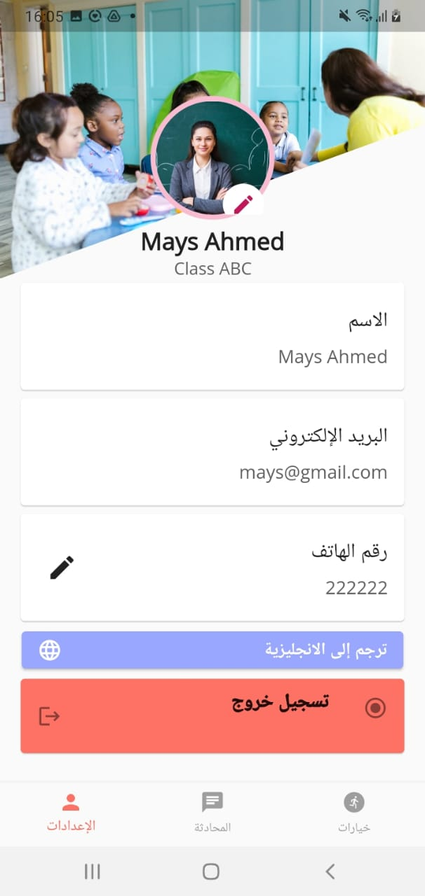 16:05
Mays Ahmed
Class ABC
الاسم
Mays Ahmed
البريد الإلكتروني
mays@gmail.com
رقم الهاتف
222222
ترجم إلى الانجليزية
تسجيل خروج
خيارات
المحادثة
الإعدادات